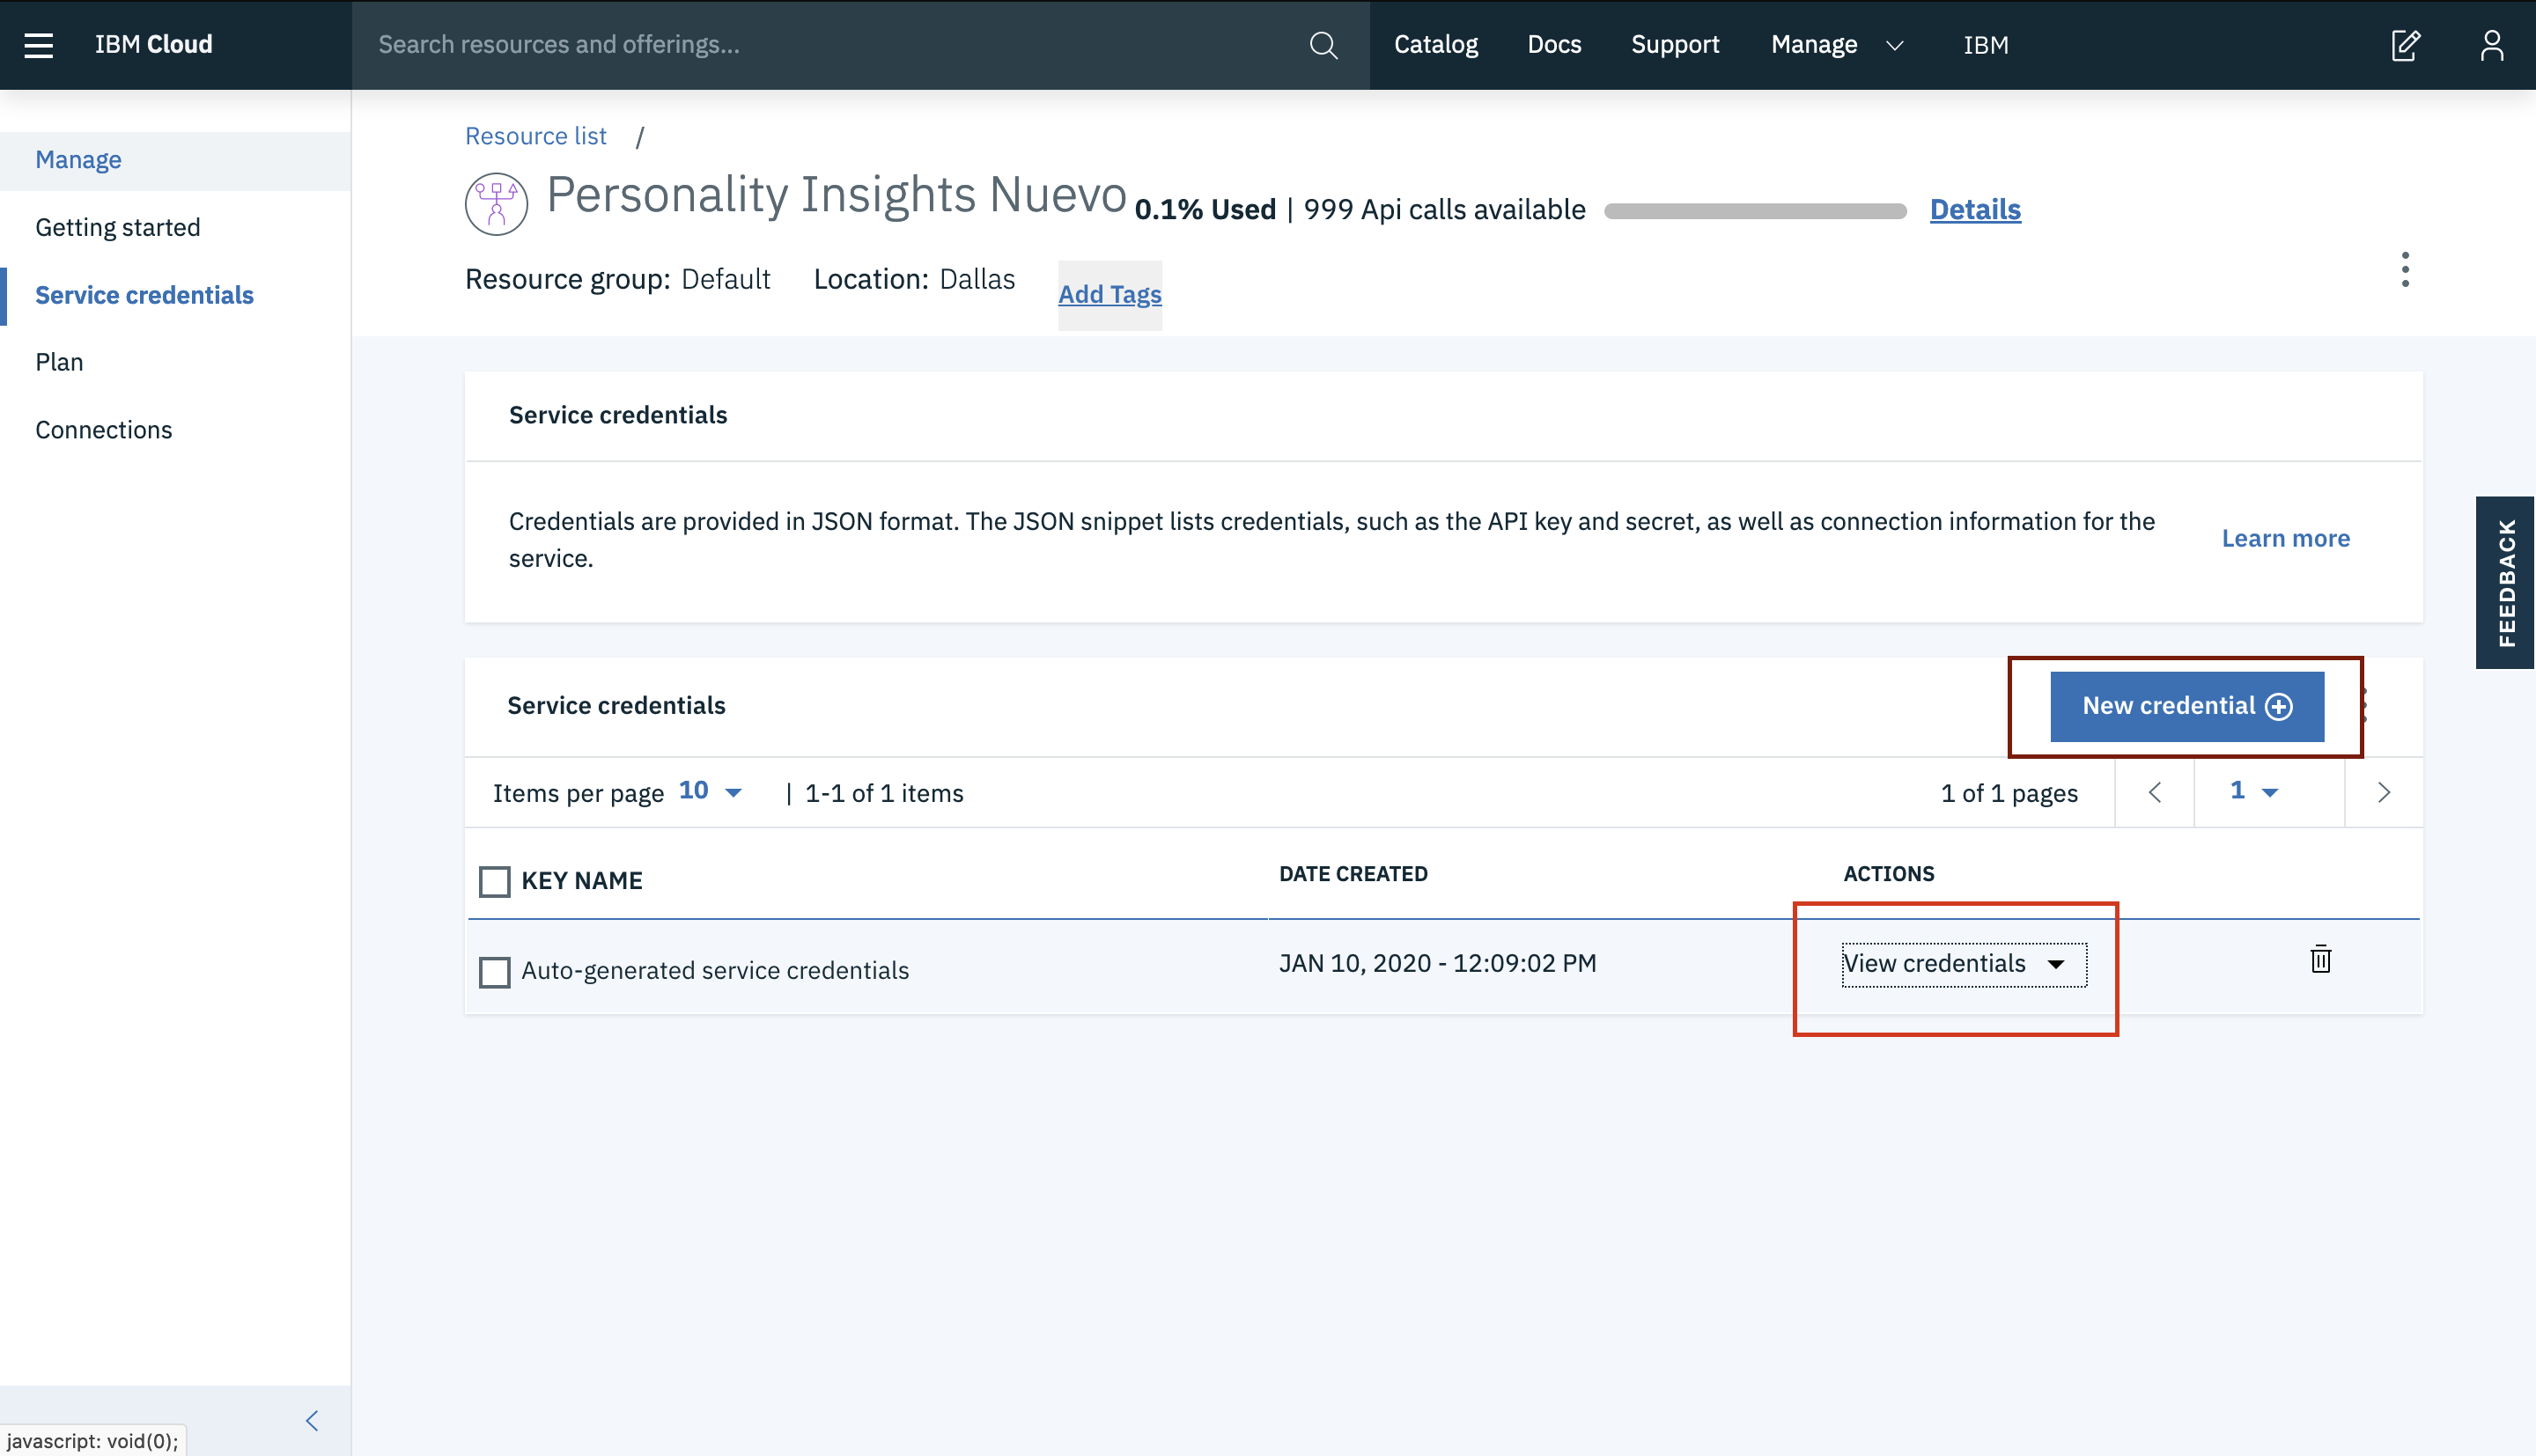 IBM Cloud
Search resources and offerings...
Catalog
Docs
Support
Manage
IBM
Manage
Getting started
Service credentials
Plan
Connections
Resource list /
Personality Insights Nuevo
0.1% Used | 999 Api calls available
Details
Resource group: Default
Location: Dallas
Add Tags
Service credentials
Credentials are provided in JSON format. The JSON snippet lists credentials, such as the API key and secret, as well as connection information for the
service.
Learn more
FEEDBACK
Service credentials
New credential
Items per page 10
| 1-1 of 1 items
1 of 1 pages
1
KEY NAME
DATE CREATED
ACTIONS
Auto-generated service credentials
JAN 10, 2020 - 12:09:02 PM
View credentials
javascript: void(0);